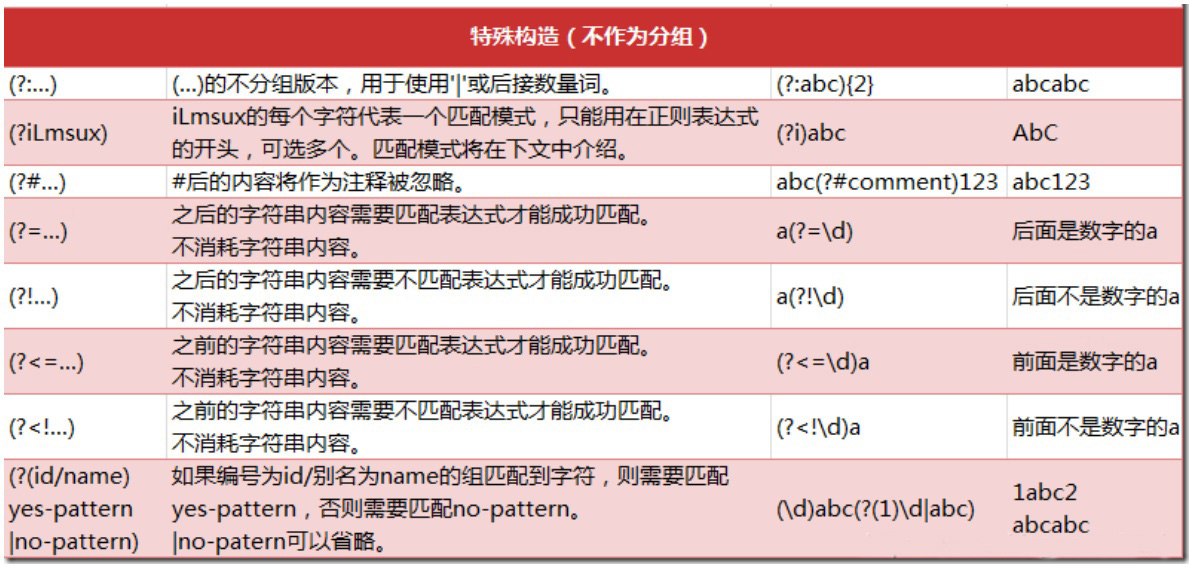 特殊构造（不作为分组）
(?:...) (...)的不分组版本，用于使用'|'或后接数量词。 (?:abc){2} abcabc
(?iLmsux) iLmsux的每个字符代表一个匹配模式，只能用在正则表达式
的开头，可选多个。匹配模式将在下文中介绍。 (?i)abc AbC
(?#...) #后的内容将作为注释被忽略。 abc(?#comment)123 abc123
(?=...) 之后的字符串内容需要匹配表达式才能成功匹配。
不消耗字符串内容。 a(?=\d) 后面是数字的a
(?!...) 之后的字符串内容需要不匹配表达式才能成功匹配。
不消耗字符串内容。 a(?!\d) 后面不是数字的a
(?<=...) 之前的字符串内容需要匹配表达式才能成功匹配。
不消耗字符串内容。 (?<=\d)a 前面是数字的a
(?<!...) 之前的字符串内容需要不匹配表达式才能成功匹配。
不消耗字符串内容。 (?<!\d)a 前面不是数字的a
(?(id/name)
yes-pattern
|no-pattern)
如果编号为id/别名为name的组匹配到字符，则需要匹配
yes-pattern，否则需要匹配no-pattern。
|no-patern可以省略。
(\d)abc(?(1)\d|abc)
1abc2
abcabc